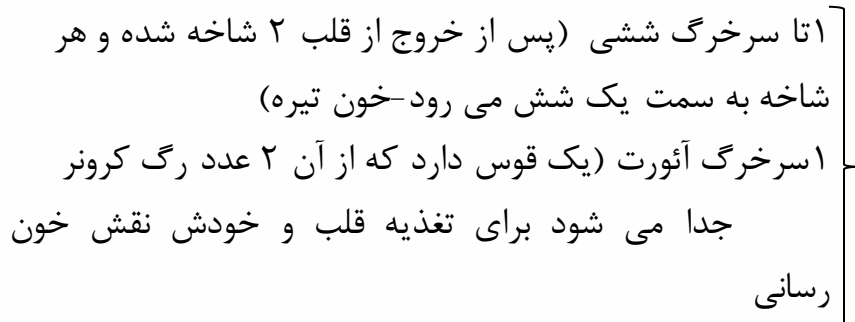 ۱تا سرخرگ ششی (پس از خروج از قلب ۲ شاخه شده و هر
شاخه به سمت یک شش می رود-خون تیره)
۱سرخرگ آئورت (یک قوس دارد که از آن ۲ عدد رگ کرونر
جدا می شود برای تغذیه قلب و خودش نقش خون
رسانی